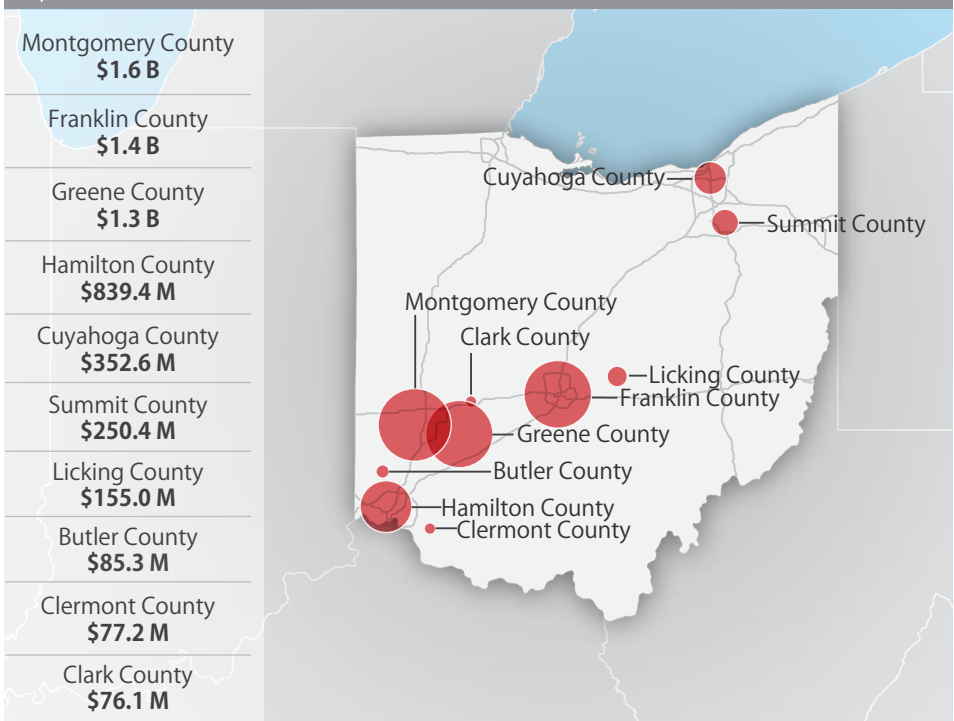 Montgomery County
$1.6 B
Franklin County
$1.4 B
Greene County
$1.3 B
Hamilton County
$839.4 M
Cuyahoga County
$352.6 M
Summit County
$250.4 M
Licking County
$155.0 M
Butler County
$85.3 M
Clermont County
$77.2 M
Clark County
$76.1 M
Cuyahoga County
Summit County
Montgomery County
Clark County
Licking County
Franklin County
Greene County
Butler County
Hamilton County
Clermont County